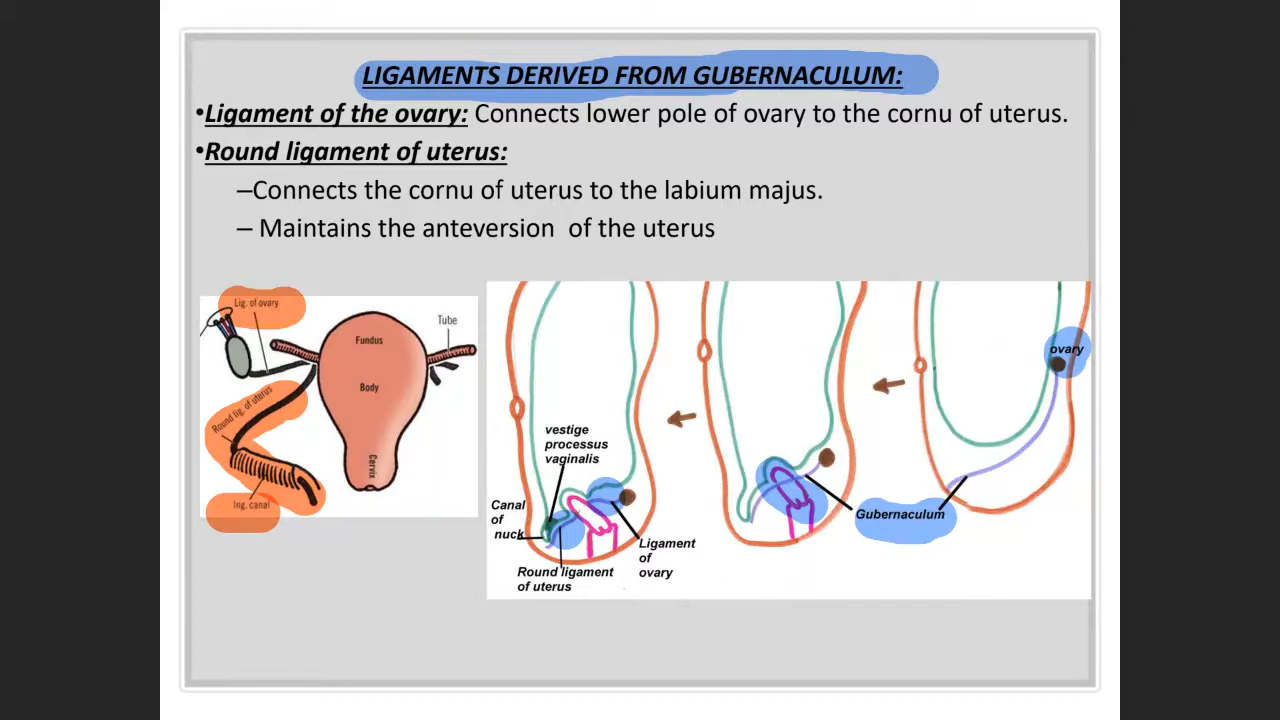 LIGAMENTS DERIVED FROM GUBERNACULUM:
•Ligament of the ovary: Connects lower pole of ovary to the cornu of uterus.
•Round ligament of uterus:
–Connects the cornu of uterus to the labium majus.
– Maintains the anteversion of the uterus
Lig. of ovary
Tube
Fundus
Body
Round lig. of uterus
Cervix
Ing. canal
vestige
processus
vaginalis
Canal
of
nuck
Round ligament
of uterus
Ligament
of
ovary
Gubernaculum
ovary